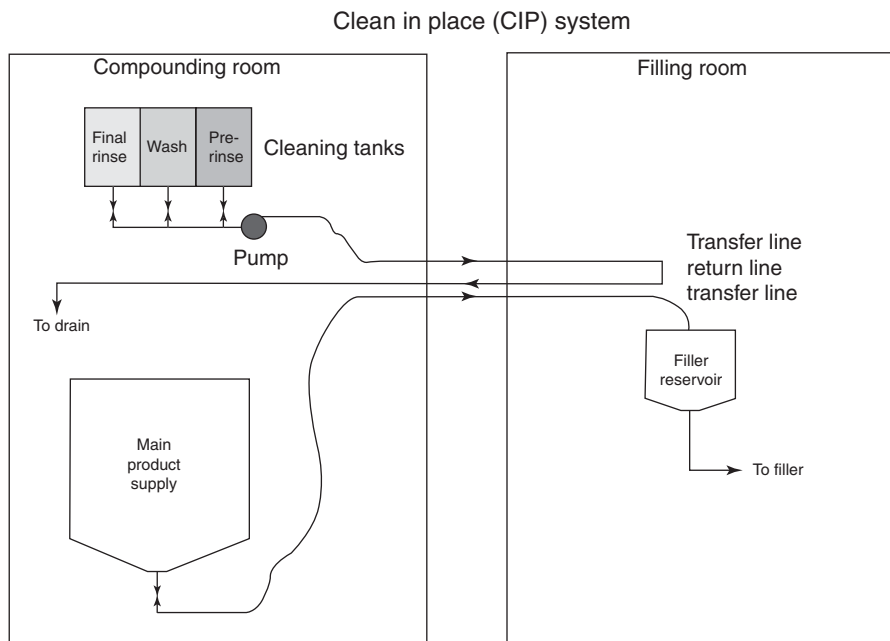 Clean in place (CIP) system
Compounding room
Filling room
Final
rinse
Wash
Pre-
rinse
Cleaning tanks
Pump
Transfer line
return line
transfer line
To drain
Filler
reservoir
Main
product
supply
To filler